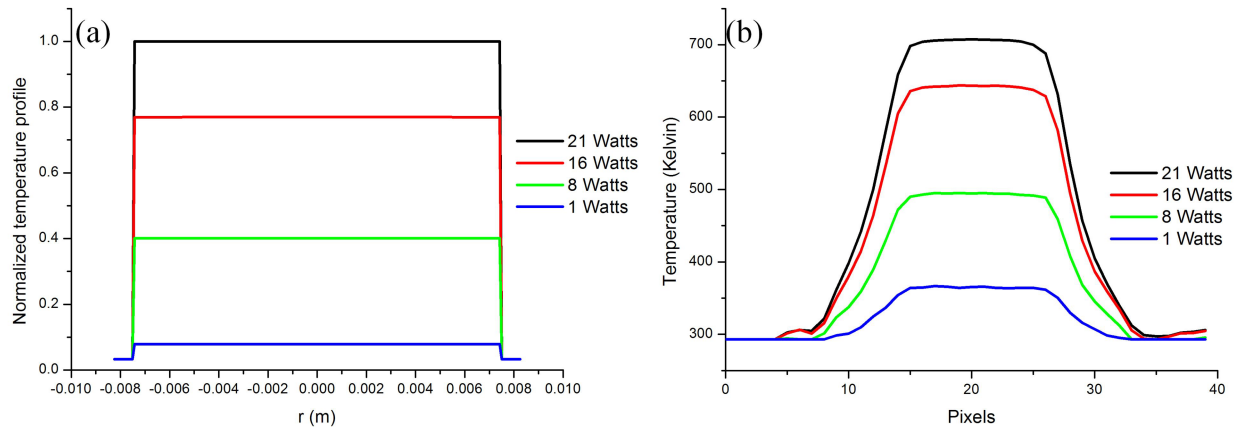 (a)
Normalized temperature profile
1.0
0.8
0.6
0.4
0.2
0.0
-0.010
-0.008
-0.006
-0.004
-0.002
0.000
0.002
0.004
0.006
0.008
0.010
r (m)
21 Watts
16 Watts
8 Watts
1 Watts
(b)
Temperature (Kelvin)
700
600
500
400
300
0
10
20
30
40
Pixels
21 Watts
16 Watts
8 Watts
1 Watts